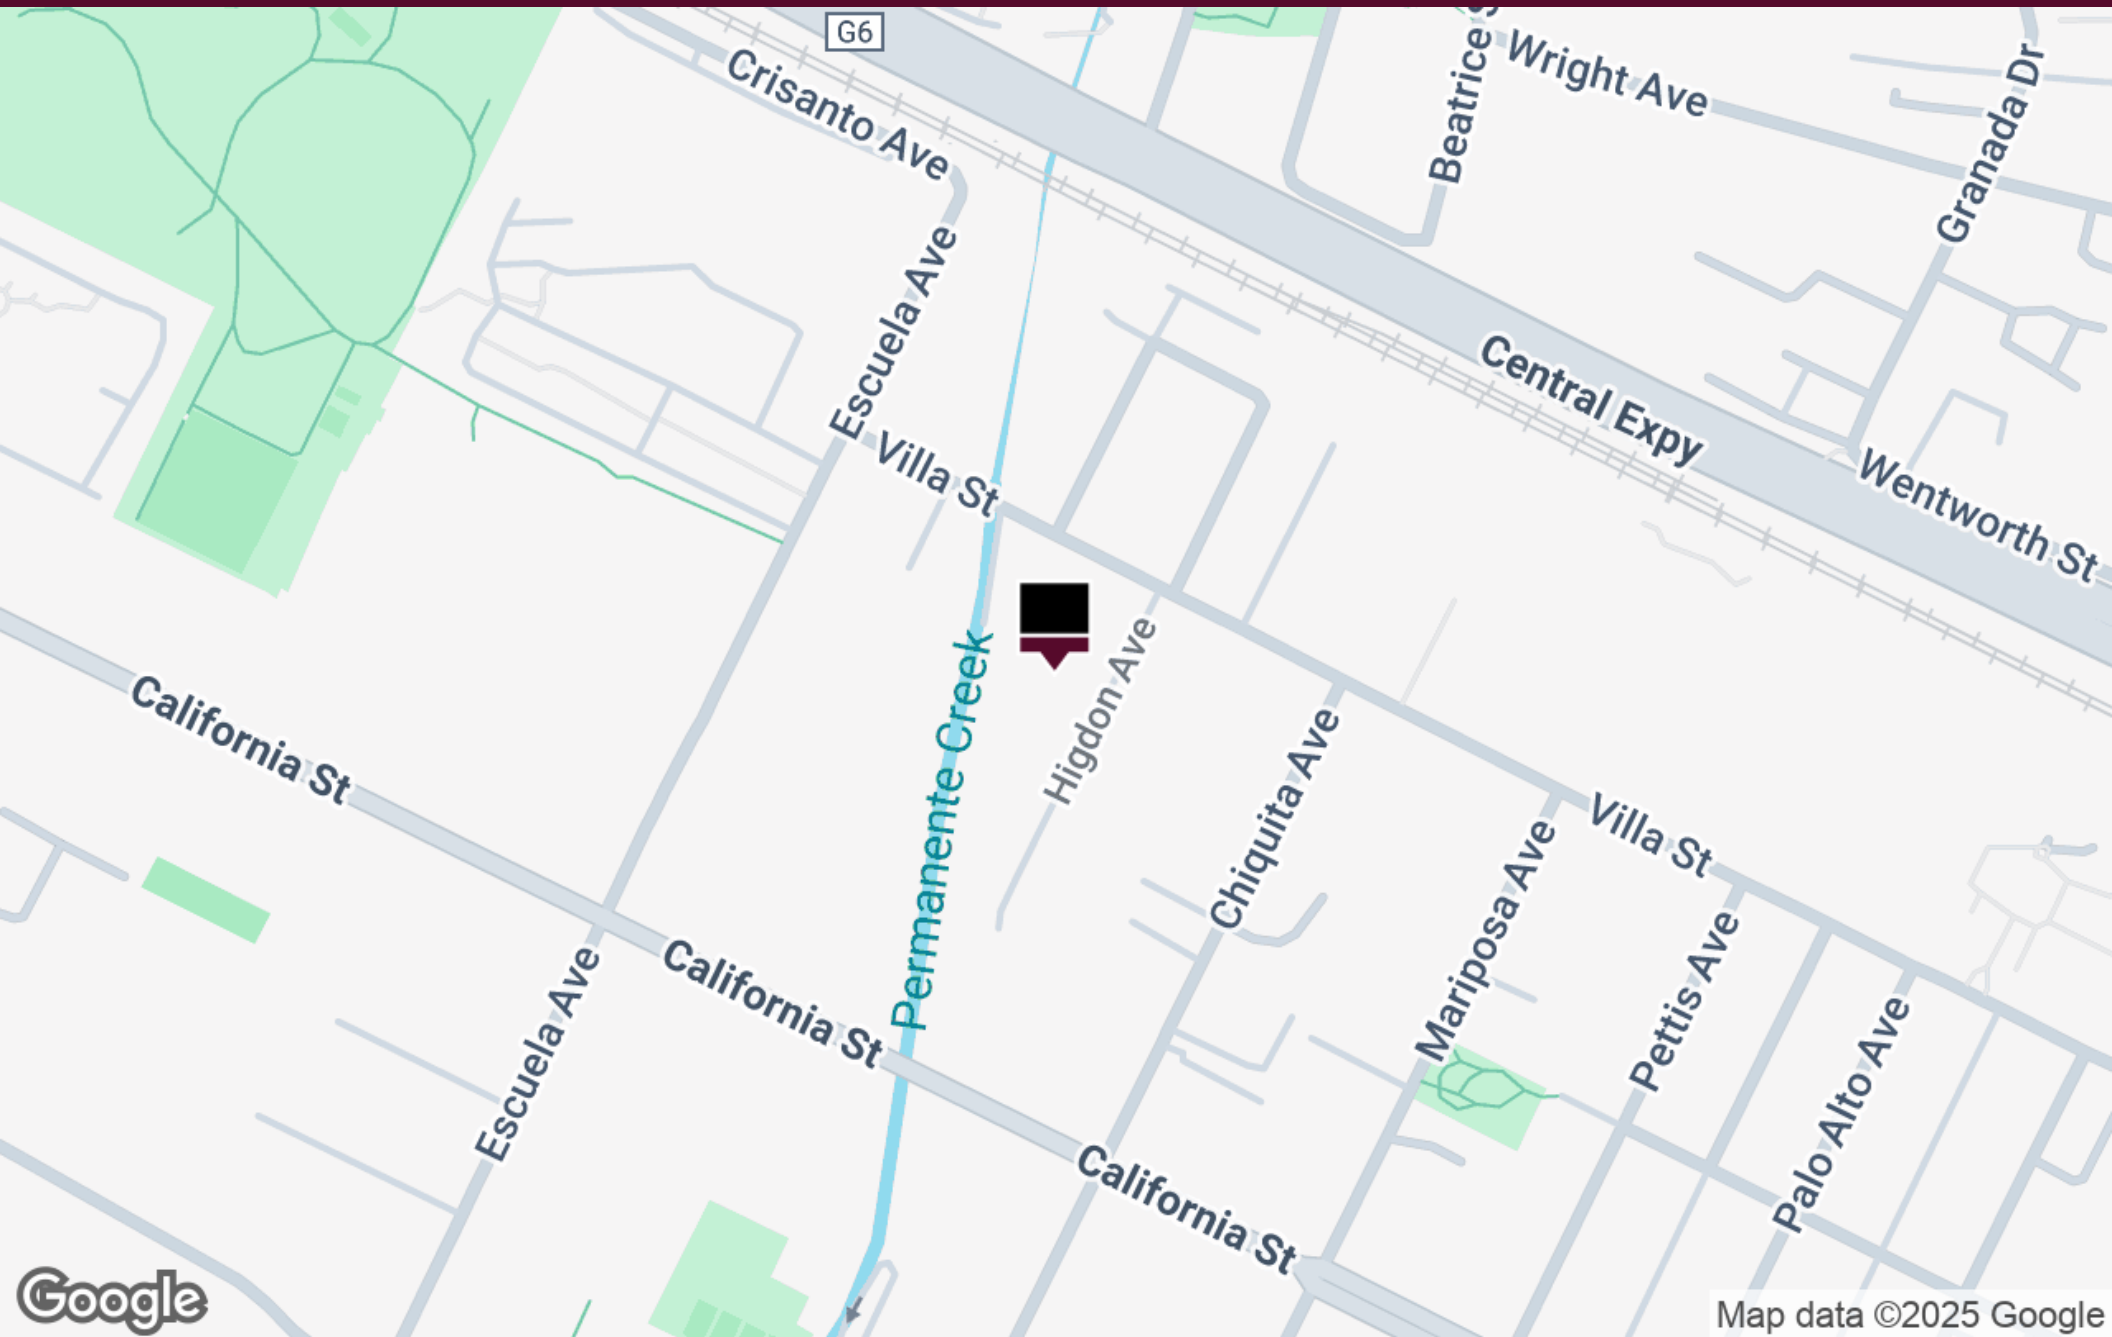 G6
Crisanto Ave
Beatrice
Wright Ave
Granada Dr
Escuela Ave
Central Expy
Villa St
Wentworth St
Permanente Creek
Higdon Ave
California St
Chiquita Ave
Villa St
Mariposa Ave
Pettis Ave
Escuela Ave
California St
Palo Alto Ave
California St
Google
Map data ©2025 Google